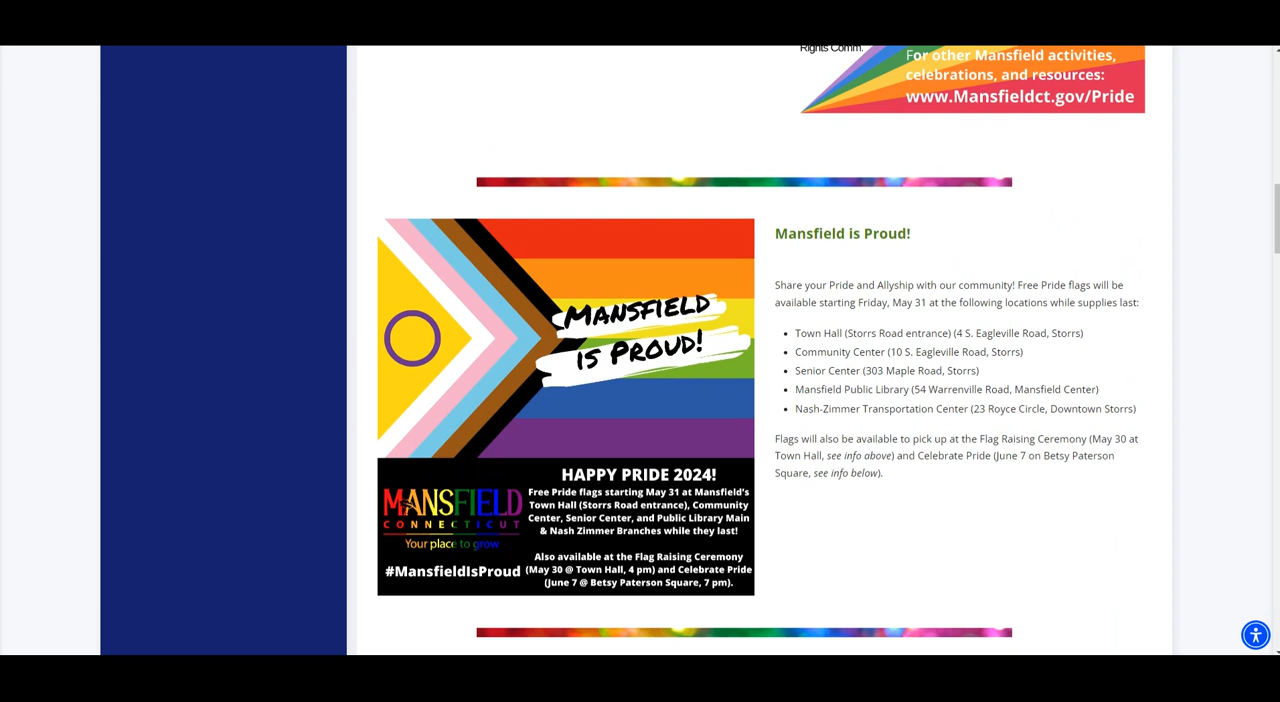 Rights Comm.
For other Mansfield activities,
celebrations, and resources:
www.Mansfieldct.gov/Pride
MANSFIELD
IS PROUD!
HAPPY PRIDE 2024!
Free Pride flags starting May 31 at Mansfield's
Town Hall (Storrs Road entrance), Community
Center, Senior Center, and Public Library Main
& Nash Zimmer Branches while they last!
Also available at the Flag Raising Ceremony
(May 30 @ Town Hall, 4 pm) and Celebrate Pride
(June 7 @ Betsy Paterson Square, 7 pm).
MANSFIELD
CONNECTICUT
Your place to grow
#MansfieldIsProud
Mansfield is Proud!
Share your Pride and Allyship with our community! Free Pride flags will be
available starting Friday, May 31 at the following locations while supplies last:
• Town Hall (Storrs Road entrance) (4 S. Eagleville Road, Storrs)
• Community Center (10 S. Eagleville Road, Storrs)
• Senior Center (303 Maple Road, Storrs)
• Mansfield Public Library (54 Warrenville Road, Mansfield Center)
• Nash-Zimmer Transportation Center (23 Royce Circle, Downtown Storrs)
Flags will also be available to pick up at the Flag Raising Ceremony (May 30 at
Town Hall, see info above) and Celebrate Pride (June 7 on Betsy Paterson
Square, see info below).